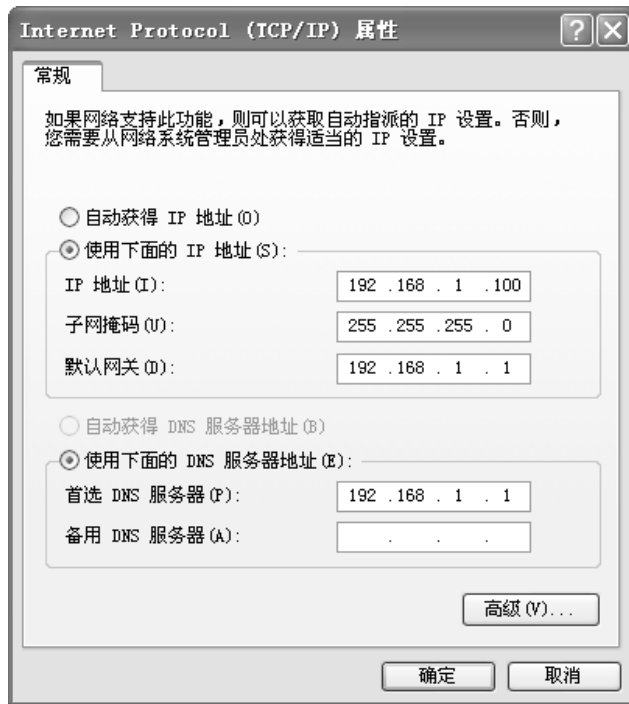 Internet Protocol (TCP/IP) 属性
常规
如果网络支持此功能，则可以获取自动指派的 IP 设置。否则，
您需要从网络系统管理员处获得适当的 IP 设置。
自动获得 IP 地址(O)
使用下面的 IP 地址(S):
IP 地址(I): 192 .168 . 1 .100
子网掩码(U): 255 .255 .255 . 0
默认网关(D): 192 .168 . 1 . 1
自动获得 DNS 服务器地址(B)
使用下面的 DNS 服务器地址(E):
首选 DNS 服务器(P): 192 .168 . 1 . 1
备用 DNS 服务器(A): . . .
高级(V)...
确定 取消